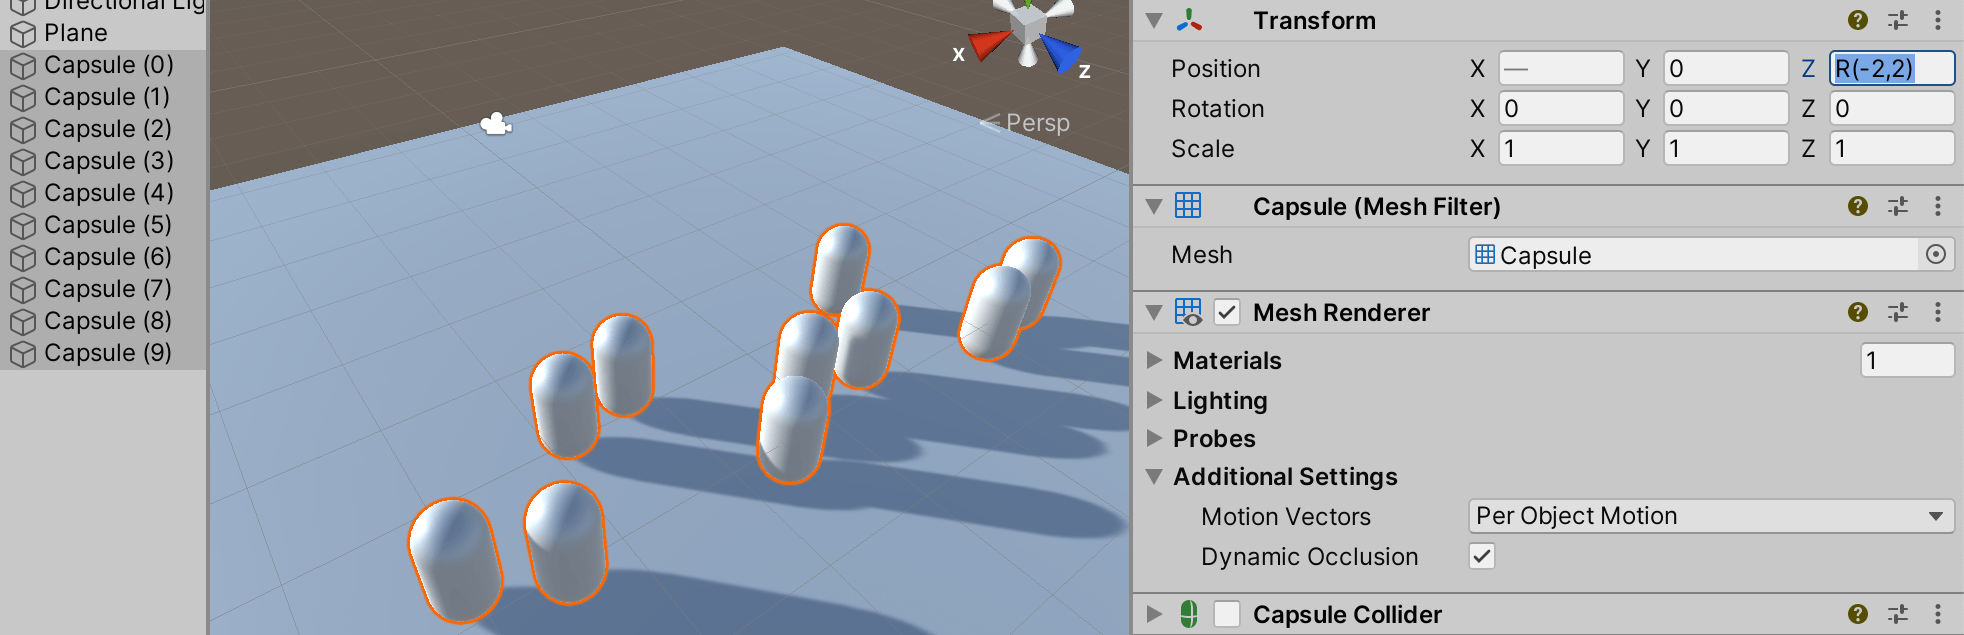 Directional Lig
Plane
Capsule (0)
Capsule (1)
Capsule (2)
Capsule (3)
Capsule (4)
Capsule (5)
Capsule (6)
Capsule (7)
Capsule (8)
Capsule (9)
X
Z
Persp
Transform
Position X — Y 0 Z R(-2,2)
Rotation X 0 Y 0 Z 0
Scale X 1 Y 1 Z 1
Capsule (Mesh Filter)
Mesh Capsule
Mesh Renderer
Materials 1
Lighting
Probes
Additional Settings
Motion Vectors Per Object Motion
Dynamic Occlusion
Capsule Collider